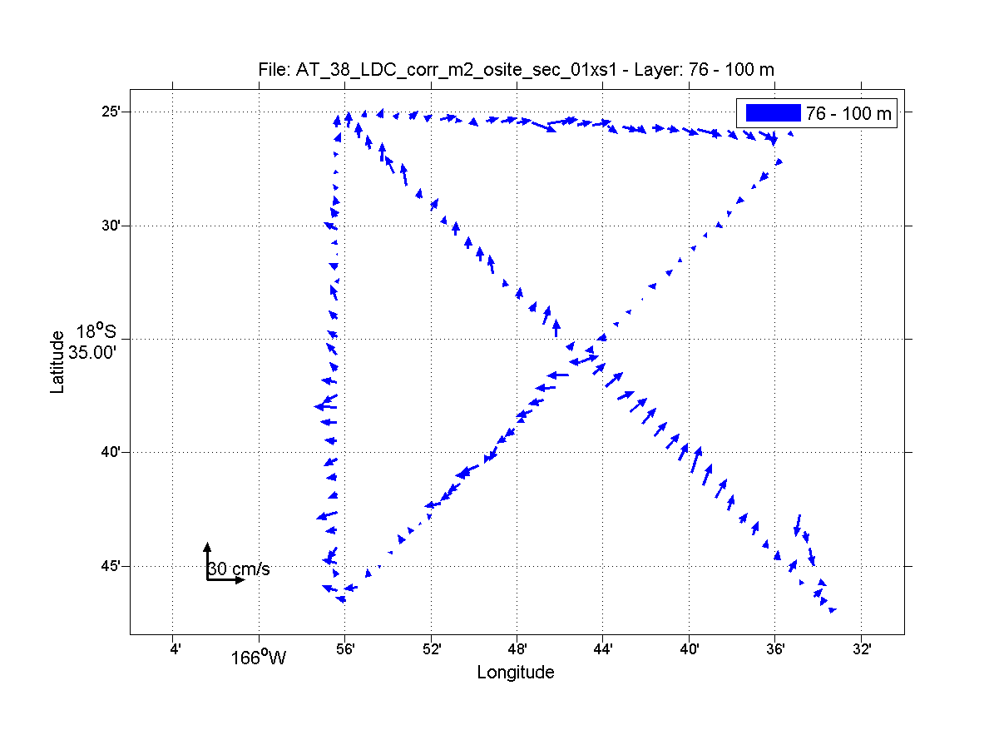 File: AT_38_LDC_corr_m2_osite_sec_01xs1 - Layer: 76 - 100 m
76 - 100 m
25'
30'
18°S
35.00'
40'
45'
Latitude
30 cm/s
4'
166°W
56'
52'
48'
44'
40'
36'
32'
Longitude